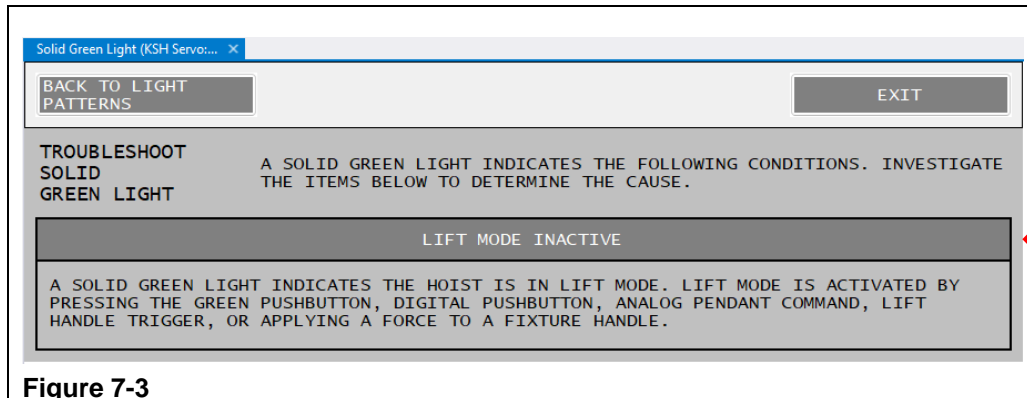 Solid Green Light (KSH Servo:... ×
BACK TO LIGHT
PATTERNS
EXIT
TROUBLESHOOT
SOLID
GREEN LIGHT
A SOLID GREEN LIGHT INDICATES THE FOLLOWING CONDITIONS. INVESTIGATE
THE ITEMS BELOW TO DETERMINE THE CAUSE.
LIFT MODE INACTIVE
A SOLID GREEN LIGHT INDICATES THE HOIST IS IN LIFT MODE. LIFT MODE IS ACTIVATED BY
PRESSING THE GREEN PUSHBUTTON, DIGITAL PUSHBUTTON, ANALOG PENDANT COMMAND, LIFT
HANDLE TRIGGER, OR APPLYING A FORCE TO A FIXTURE HANDLE.
Figure 7-3